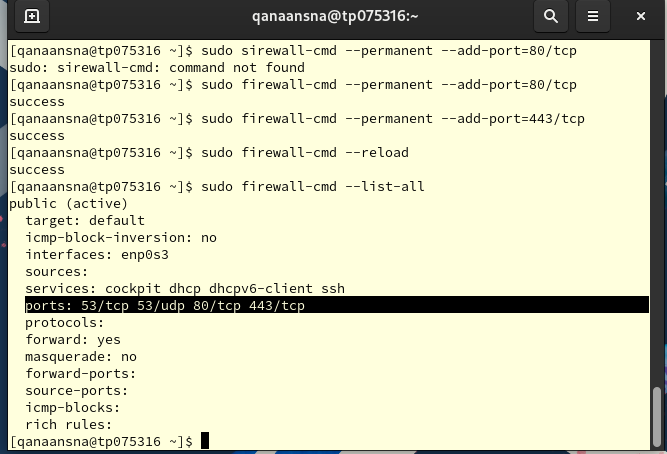 qanaansna@tp075316:~
[qanaansna@tp075316 ~]$ sudo sirewall-cmd --permanent --add-port=80/tcp
sudo: sirewall-cmd: command not found
[qanaansna@tp075316 ~]$ sudo firewall-cmd --permanent --add-port=80/tcp
success
[qanaansna@tp075316 ~]$ sudo firewall-cmd --permanent --add-port=443/tcp
success
[qanaansna@tp075316 ~]$ sudo firewall-cmd --reload
success
[qanaansna@tp075316 ~]$ sudo firewall-cmd --list-all
public (active)
  target: default
  icmp-block-inversion: no
  interfaces: enp0s3
  sources:
  services: cockpit dhcp dhcpv6-client ssh
  ports: 53/tcp 53/udp 80/tcp 443/tcp
  protocols:
  forward: yes
  masquerade: no
  forward-ports:
  source-ports:
  icmp-blocks:
  rich rules:
[qanaansna@tp075316 ~]$